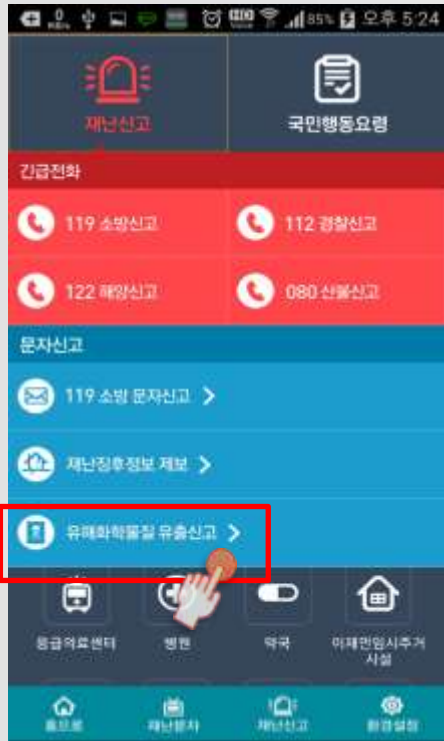 85% 오후 5:24
재난신고
국민행동요령
긴급전화
119 소방신고
112 경찰신고
122 해양신고
080 산불신고
문자신고
119 소방 문자신고
재난징후정보 제보
유해화학물질 유출신고
응급의료센터
병원
약국
이재민임시주거
시설
홈으로
재난문자
재난신고
환경설정